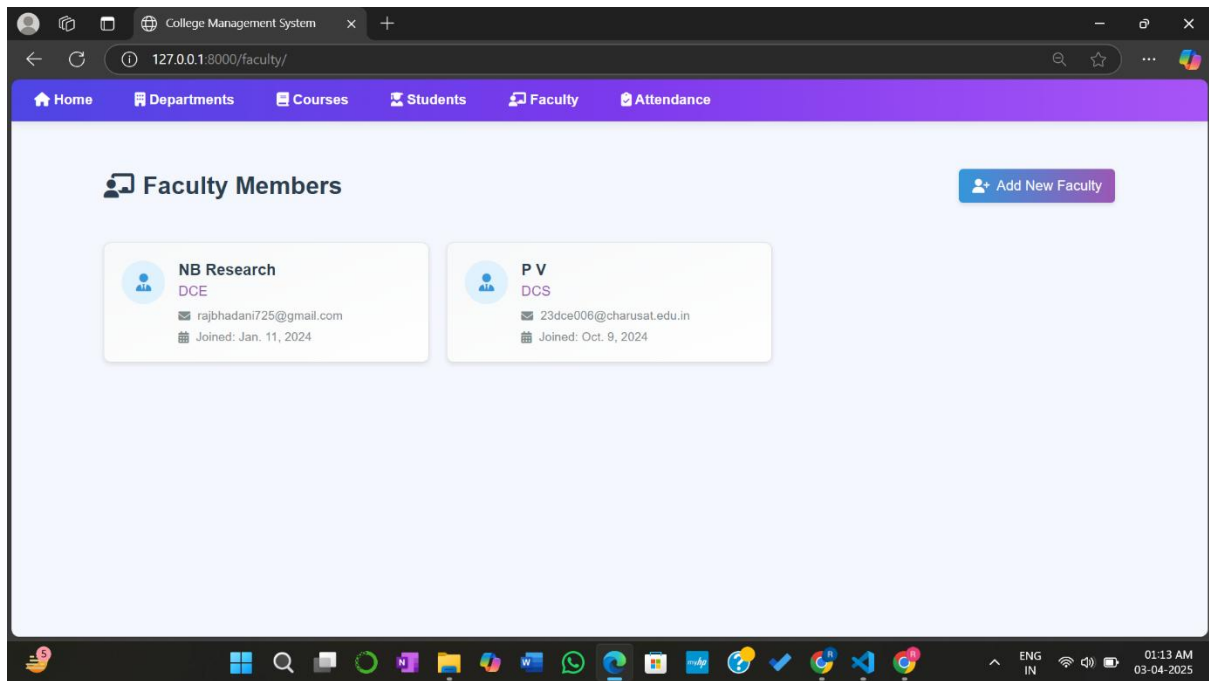 College Management System
127.0.0.1:8000/faculty/
Home Departments Courses Students Faculty Attendance
Faculty Members
Add New Faculty
NB Research
DCE
rajbhadani725@gmail.com
Joined: Jan. 11, 2024
P V
DCS
23dce006@charusat.edu.in
Joined: Oct. 9, 2024
5
N
W
myhp
R
R
ENG
IN
01:13 AM
03-04-2025